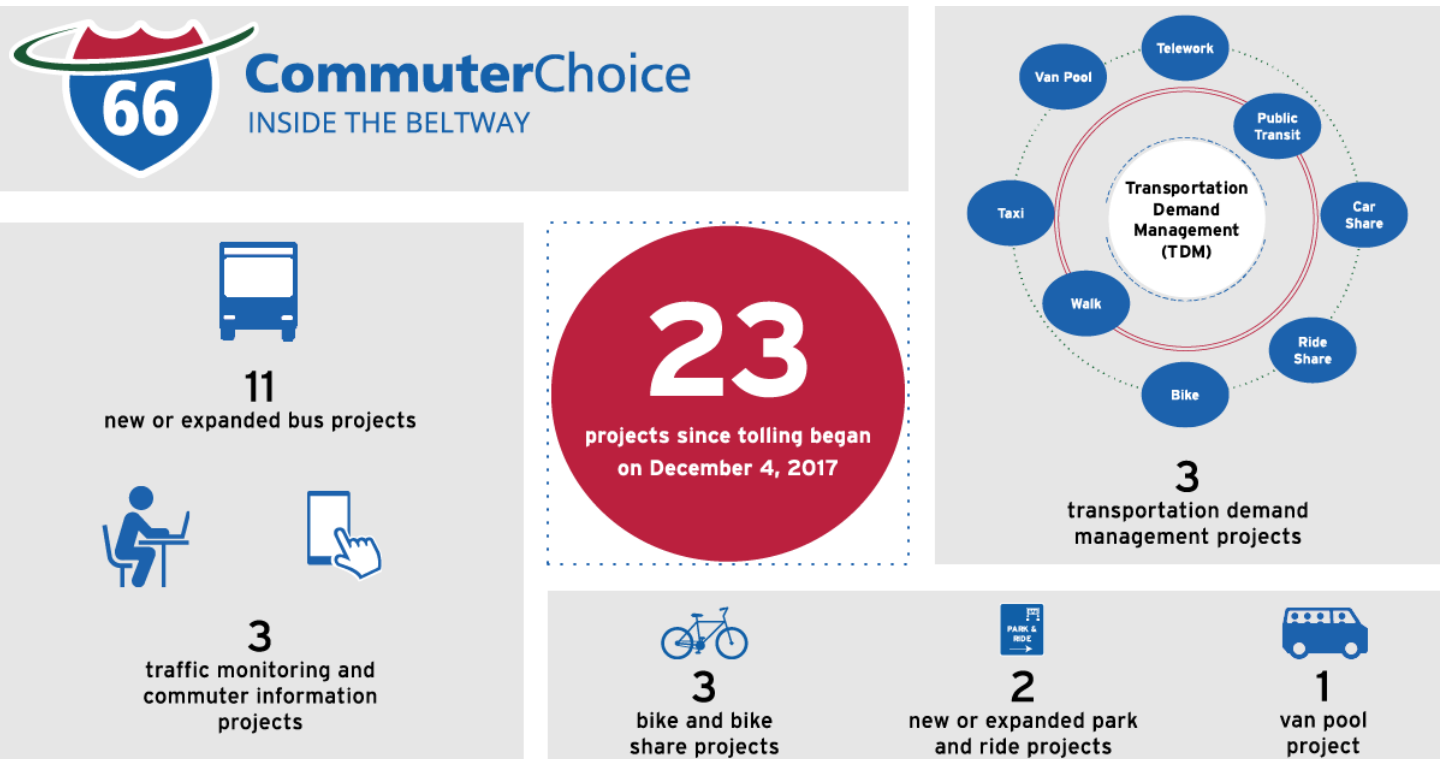 66
CommuterChoice
INSIDE THE BELTWAY
11
new or expanded bus projects
3
traffic monitoring and
commuter information
projects
23
projects since tolling began
on December 4, 2017
Telework
Van Pool
Public
Transit
Taxi
Transportation
Demand
Management
(TDM)
Car
Share
Walk
Ride
Share
Bike
3
transportation demand
management projects
3
bike and bike
share projects
PARK &
RIDE
2
new or expanded park
and ride projects
1
van pool
project